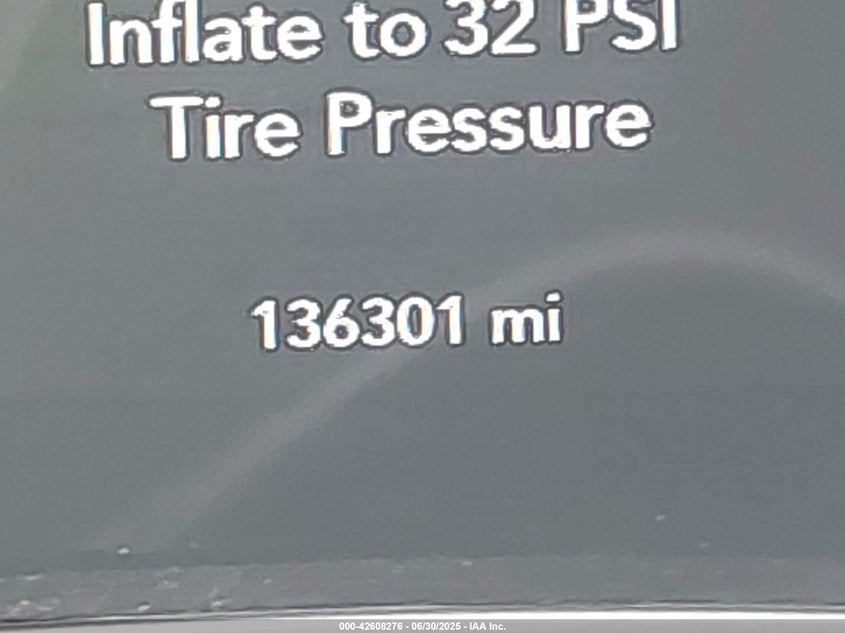 Inflate to 32 PSI
Tire Pressure
136301 mi
000-42608276 - 06/30/2025 - IAA Inc.